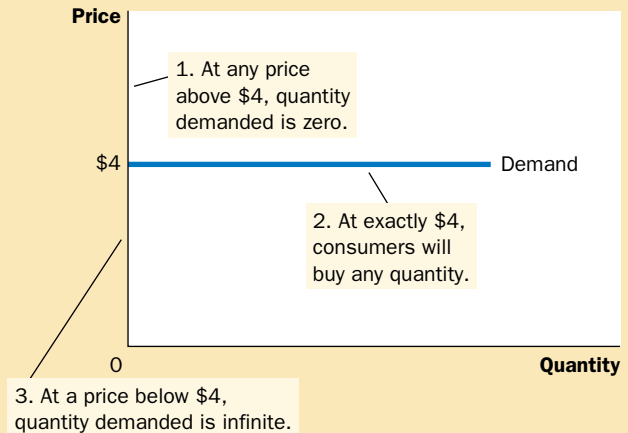 Price
1. At any price
above $4, quantity
demanded is zero.
$4
Demand
2. At exactly $4,
consumers will
buy any quantity.
0
Quantity
3. At a price below $4,
quantity demanded is infinite.